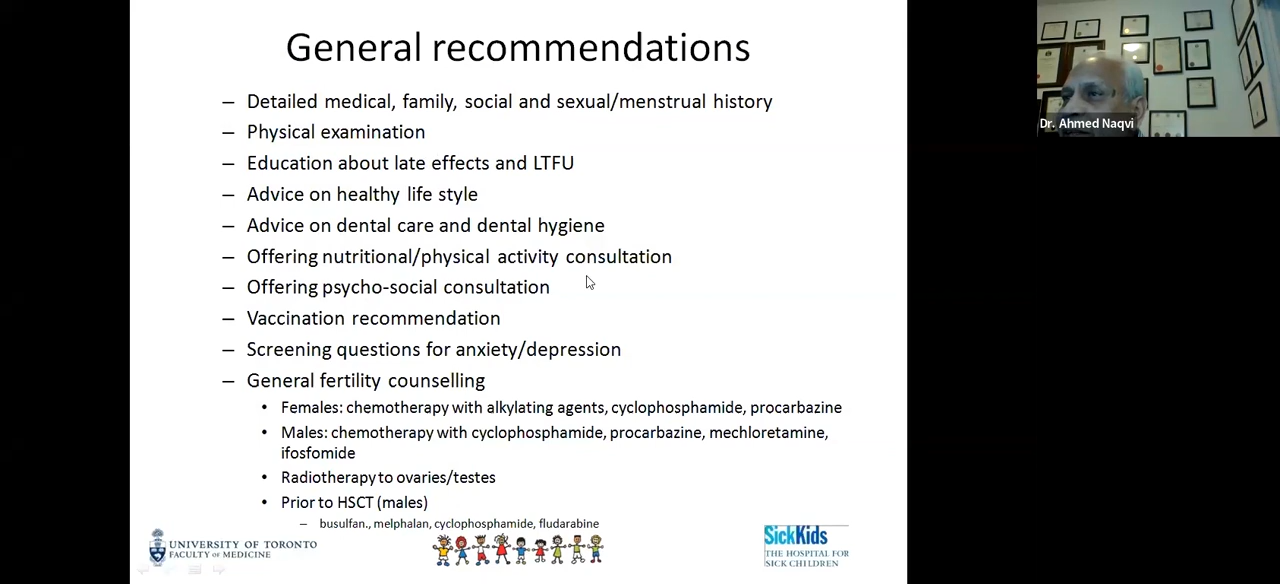 General recommendations
– Detailed medical, family, social and sexual/menstrual history
– Physical examination
– Education about late effects and LTFU
– Advice on healthy life style
– Advice on dental care and dental hygiene
– Offering nutritional/physical activity consultation
– Offering psycho-social consultation
– Vaccination recommendation
– Screening questions for anxiety/depression
– General fertility counselling
• Females: chemotherapy with alkylating agents, cyclophosphamide, procarbazine
• Males: chemotherapy with cyclophosphamide, procarbazine, mechloretamine,
ifosfomide
• Radiotherapy to ovaries/testes
• Prior to HSCT (males)
– busulfan., melphalan, cyclophosphamide, fludarabine
UNIVERSITY OF TORONTO
FACULTY OF MEDICINE
SickKids
THE HOSPITAL FOR
SICK CHILDREN
Dr. Ahmed Naqvi